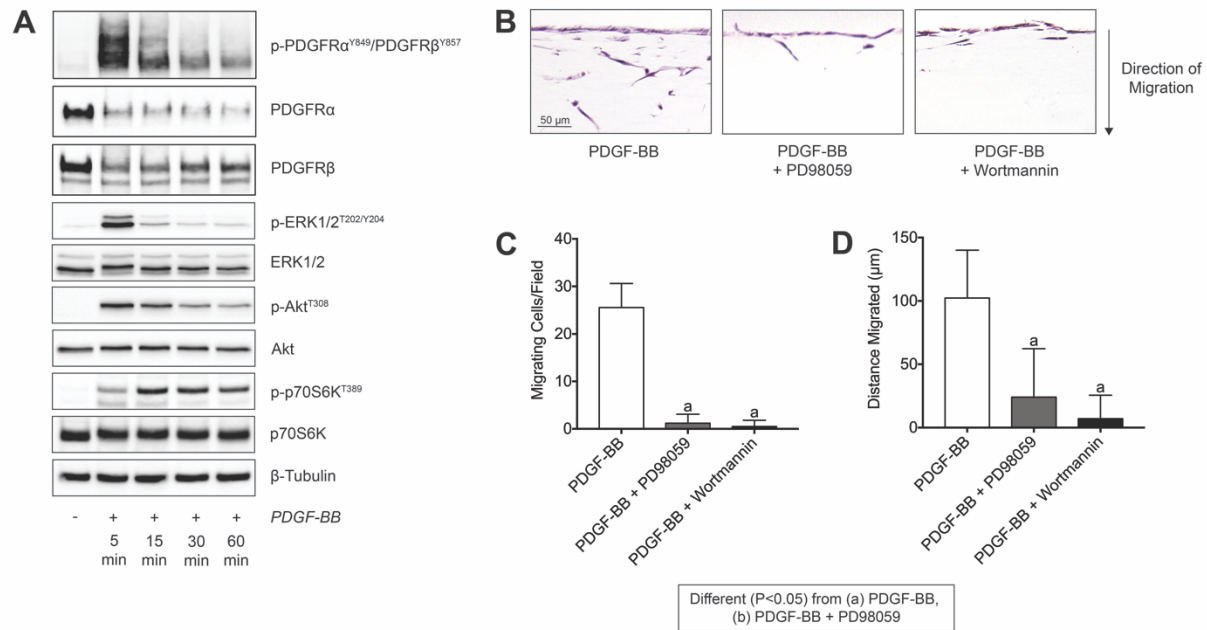 A
p-PDGFRα^Y849/PDGFRβ^Y857
PDGFRα
PDGFRβ
p-ERK1/2^T202/Y204
ERK1/2
p-Akt^T308
Akt
p-p70S6K^T389
p70S6K
β-Tubulin
- + + + + PDGF-BB
5 15 30 60
min min min min
B
50 µm
Direction of
Migration
PDGF-BB
PDGF-BB
+ PD98059
PDGF-BB
+ Wortmannin
C
Migrating Cells/Field
40
30
20
10
0
a
a
PDGF-BB
PDGF-BB + PD98059
PDGF-BB + Wortmannin
D
Distance Migrated (µm)
150
100
50
0
a
a
PDGF-BB
PDGF-BB + PD98059
PDGF-BB + Wortmannin
Different (P<0.05) from (a) PDGF-BB,
(b) PDGF-BB + PD98059